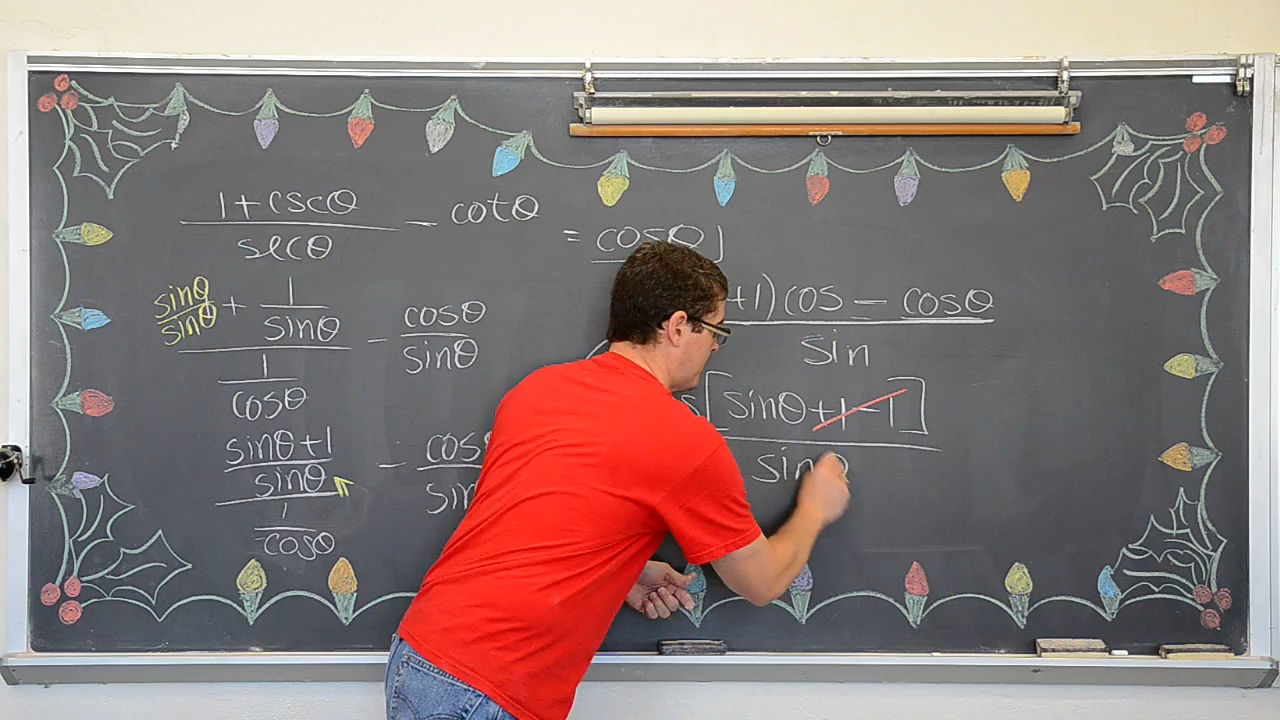 1 + cscθ
secθ
- cotθ
= cosθ
sinθ
sinθ
+
1
sinθ
1
cosθ
- cosθ
sinθ
sinθ+1
sinθ
1
cosθ
- cos
sin
+1)cos - cosθ
sin
[sinθ+1-1]
sinθ